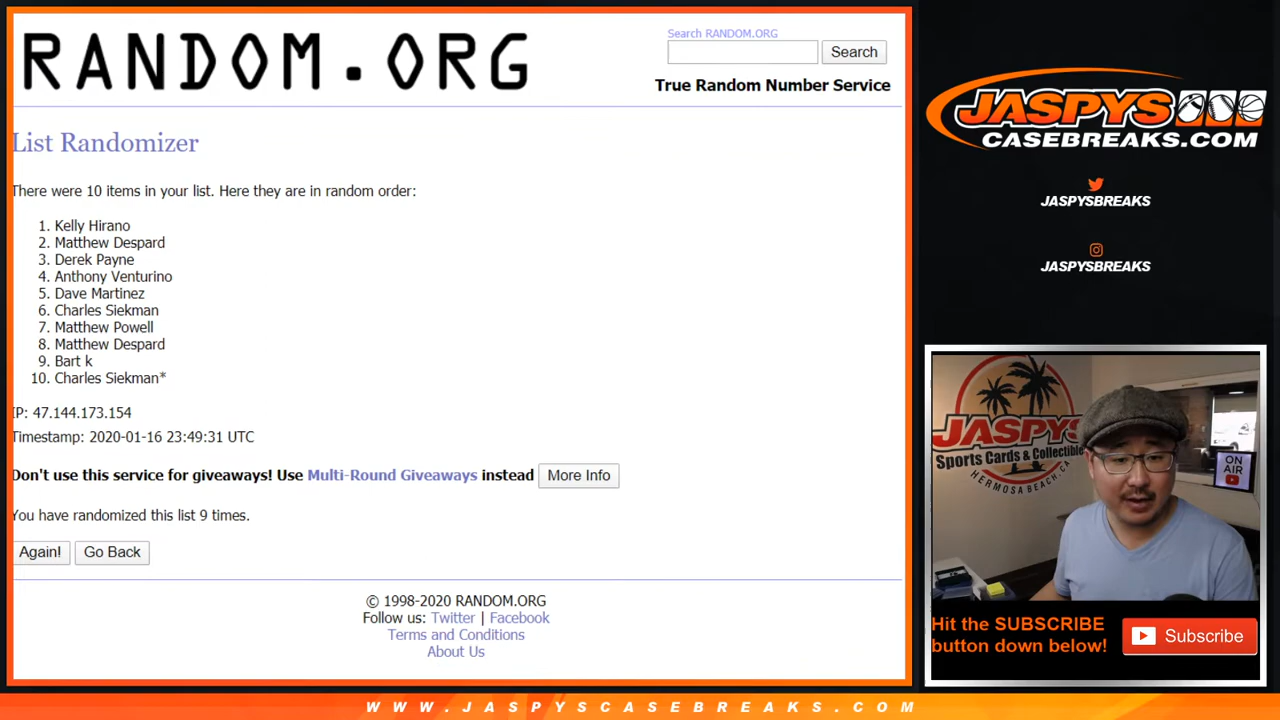 RANDOM.ORG
Search RANDOM.ORG
Search
True Random Number Service
List Randomizer
There were 10 items in your list. Here they are in random order:
1. Kelly Hirano
2. Matthew Despard
3. Derek Payne
4. Anthony Venturino
5. Dave Martinez
6. Charles Siekman
7. Matthew Powell
8. Matthew Despard
9. Bart k
10. Charles Siekman*
IP: 47.144.173.154
Timestamp: 2020-01-16 23:49:31 UTC
Don't use this service for giveaways! Use Multi-Round Giveaways instead More Info
You have randomized this list 9 times.
Again! Go Back
© 1998-2020 RANDOM.ORG
Follow us: Twitter | Facebook
Terms and Conditions
About Us
JASPYS
CASEBREAKS.COM
JASPYSBREAKS
JASPYSBREAKS
JASPYS
Sports Cards & Collectible
HERMOSA BEACH, CA
ON
AIR
Hit the SUBSCRIBE
button down below!
Subscribe
WWW.JASPYSCASEBREAKS.COM